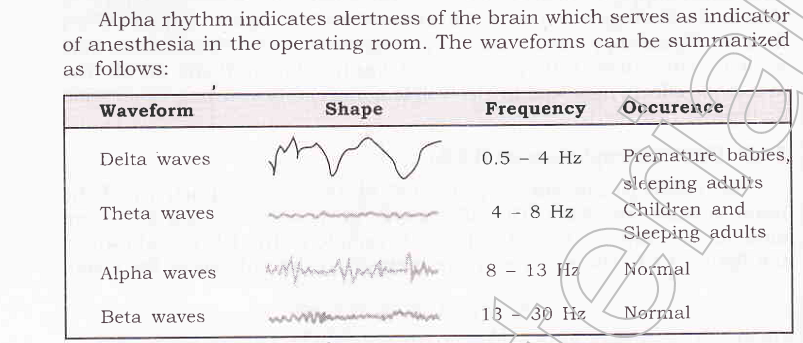 Alpha rhythm indicates alertness of the brain which serves as indicator
of anesthesia in the operating room. The waveforms can be summarized
as follows:
Waveform Shape Frequency Occurence
Delta waves 0.5 – 4 Hz Premature babies,
sleeping adults
Theta waves 4 – 8 Hz Children and
Sleeping adults
Alpha waves 8 – 13 Hz Normal
Beta waves 13 – 30 Hz Normal